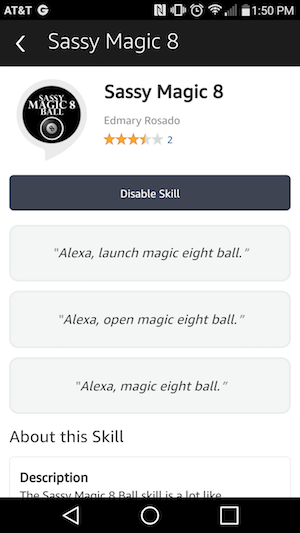 AT&T G N 1:50 PM
Sassy Magic 8
SASSY
MAGIC 8
BALL
Sassy Magic 8
Edmary Rosado
2
Disable Skill
"Alexa, launch magic eight ball."
"Alexa, open magic eight ball."
"Alexa, magic eight ball."
About this Skill
Description
The Sassy Magic 8 Ball skill is a lot like